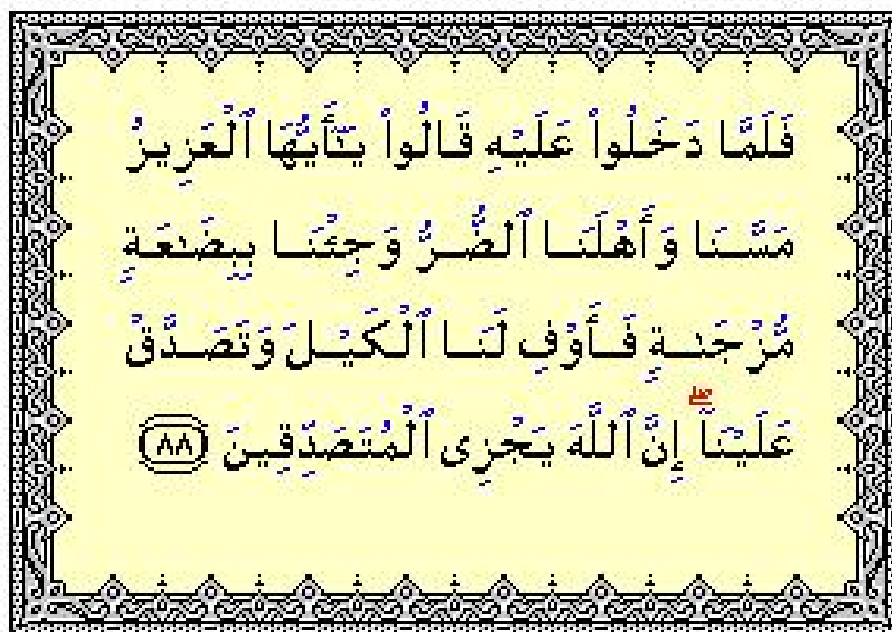 فَلَمَّا دَخَلُوا۟ عَلَيْهِ قَالُوا۟ يَـٰٓأَيُّهَا ٱلْعَزِيزُ
مَسَّنَا وَأَهْلَنَا ٱلضُّرُّ وَجِئْنَا بِبِضَـٰعَةٍ
مُّزْجَىٰةٍ فَأَوْفِ لَنَا ٱلْكَيْلَ وَتَصَدَّقْ
عَلَيْنَآ ۖ إِنَّ ٱللَّهَ يَجْزِى ٱلْمُتَصَدِّقِينَ ٨٨